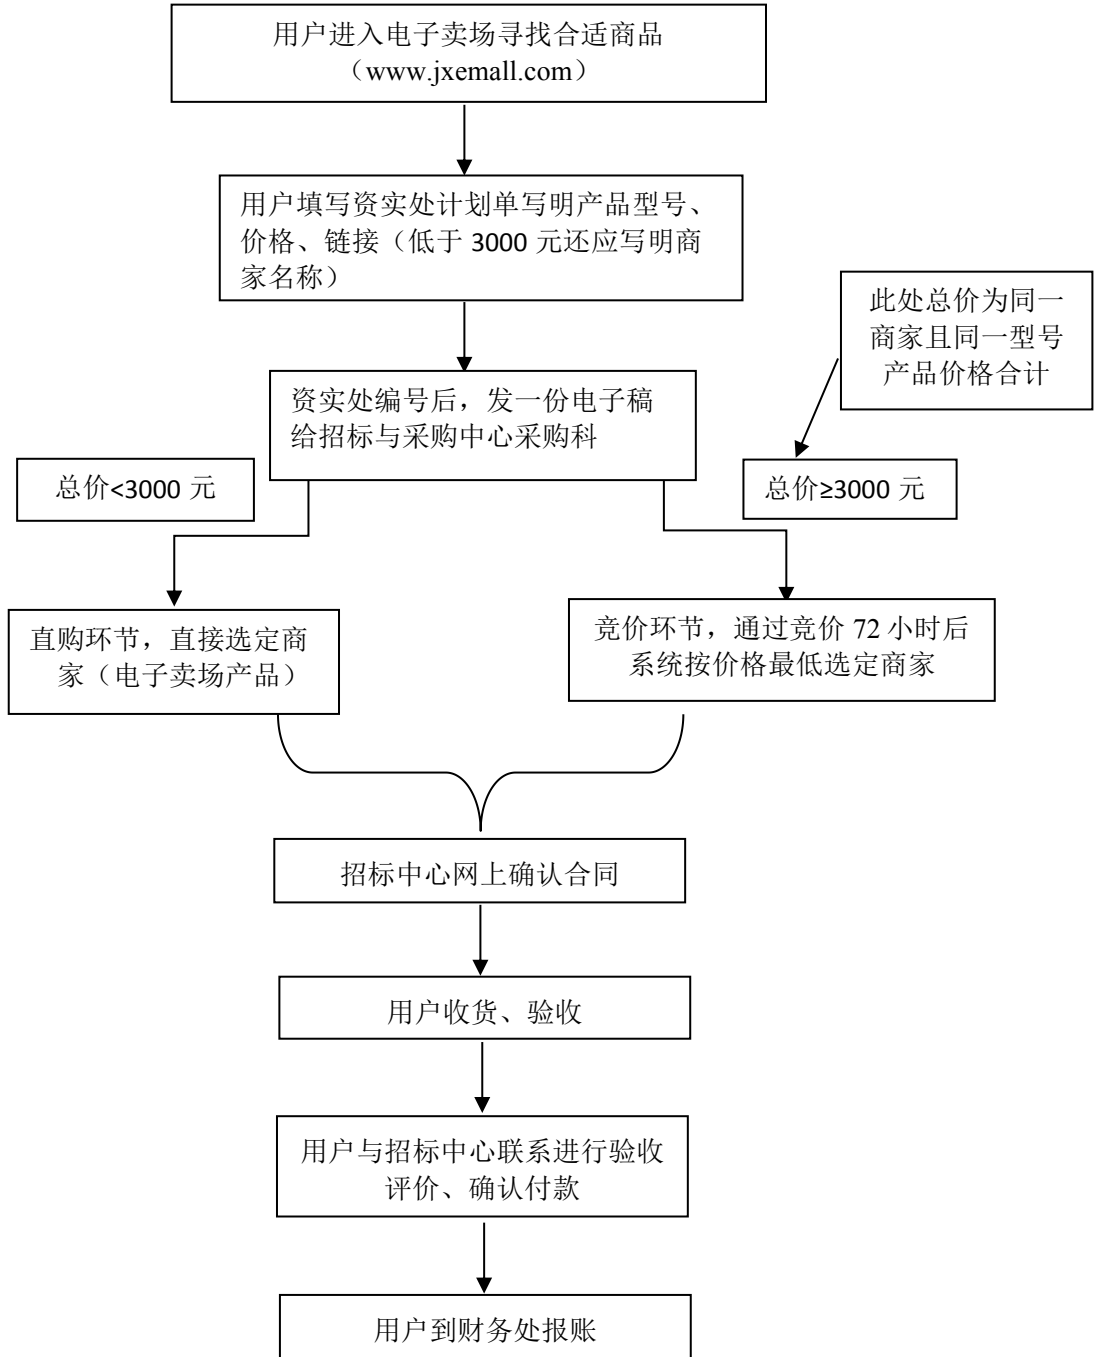 用户进入电子卖场寻找合适商品
（www.jxemall.com）
用户填写资实处计划单写明产品型号、
价格、链接（低于 3000 元还应写明商
家名称）
此处总价为同一
商家且同一型号
产品价格合计
资实处编号后，发一份电子稿
给招标与采购中心采购科
总价<3000 元
总价≥3000 元
直购环节，直接选定商
家（电子卖场产品）
竞价环节，通过竞价 72 小时后
系统按价格最低选定商家
招标中心网上确认合同
用户收货、验收
用户与招标中心联系进行验收
评价、确认付款
用户到财务处报账